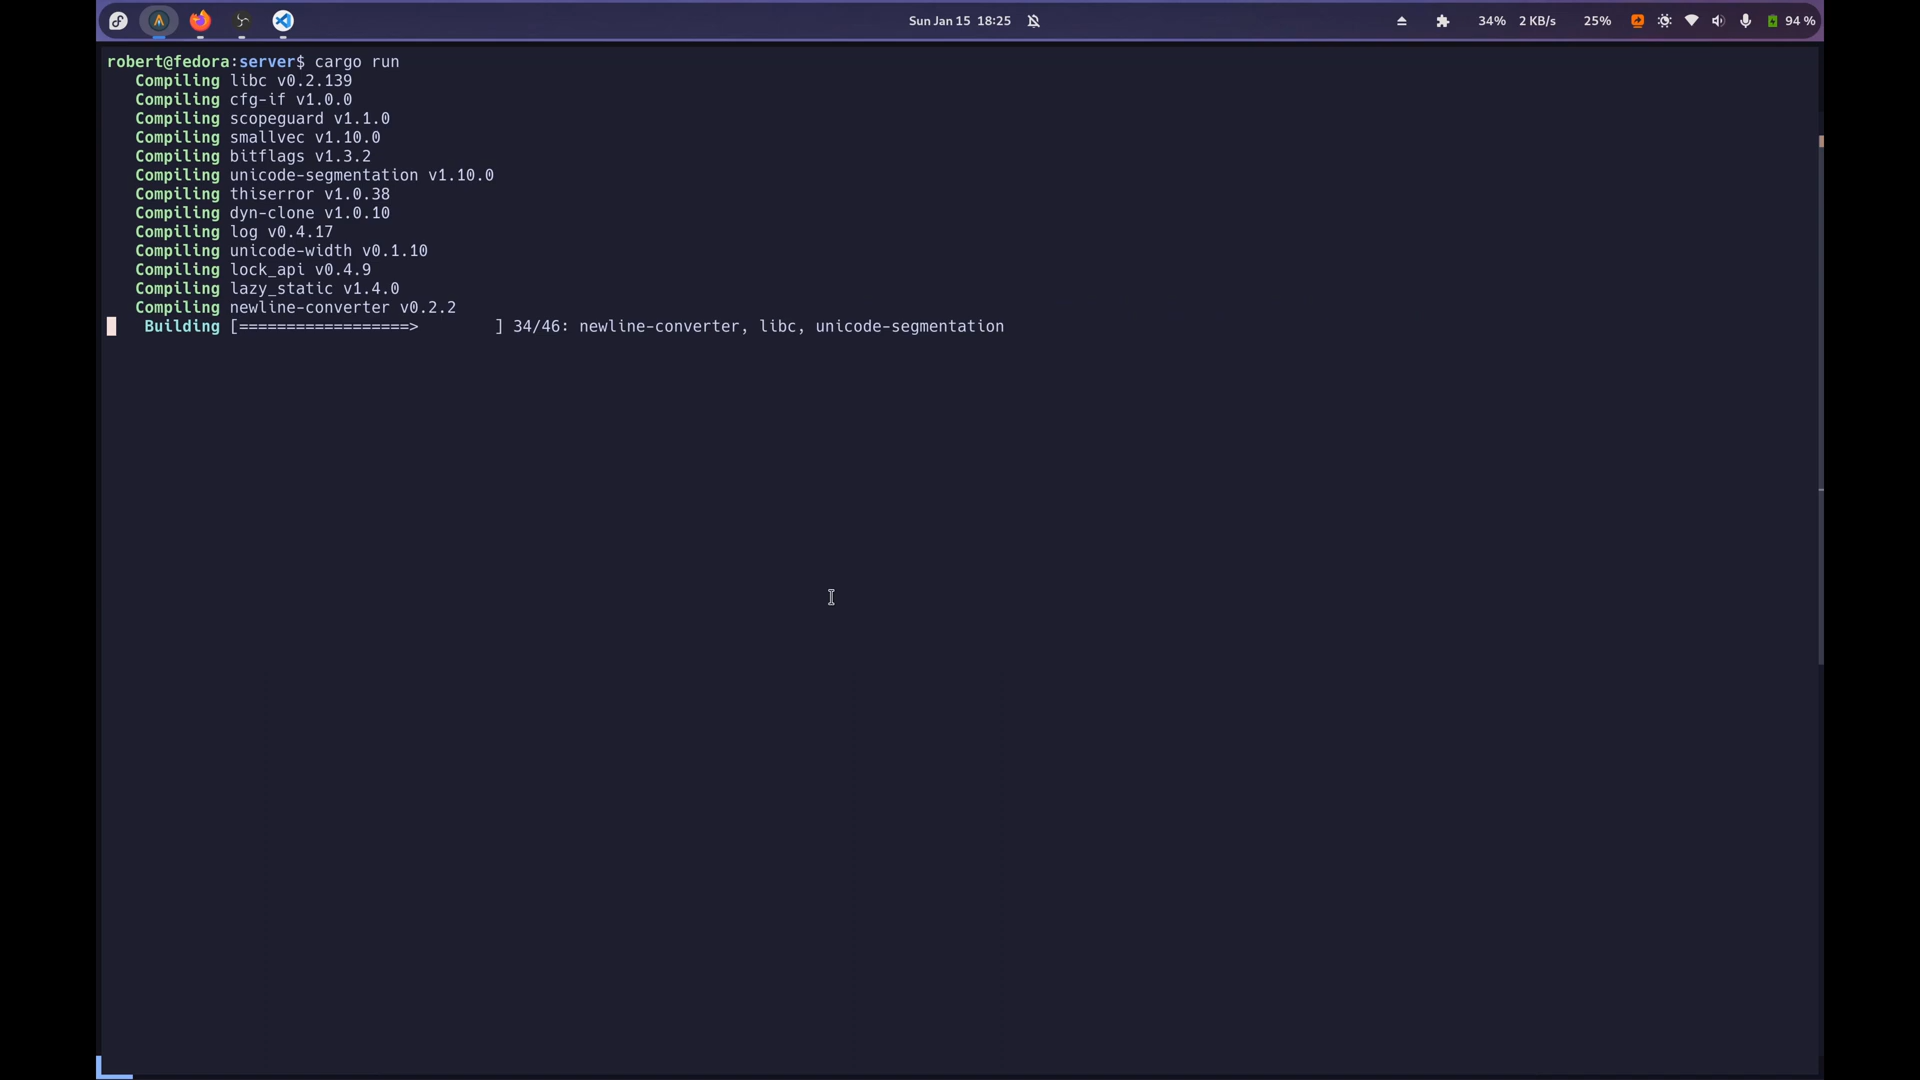 Sun Jan 15 18:25
34% 2 KB/s 25% 94 %
robert@fedora:server$ cargo run
   Compiling libc v0.2.139
   Compiling cfg-if v1.0.0
   Compiling scopeguard v1.1.0
   Compiling smallvec v1.10.0
   Compiling bitflags v1.3.2
   Compiling unicode-segmentation v1.10.0
   Compiling thiserror v1.0.38
   Compiling dyn-clone v1.0.10
   Compiling log v0.4.17
   Compiling unicode-width v0.1.10
   Compiling lock_api v0.4.9
   Compiling lazy_static v1.4.0
   Compiling newline-converter v0.2.2
    Building [==================>        ] 34/46: newline-converter, libc, unicode-segmentation